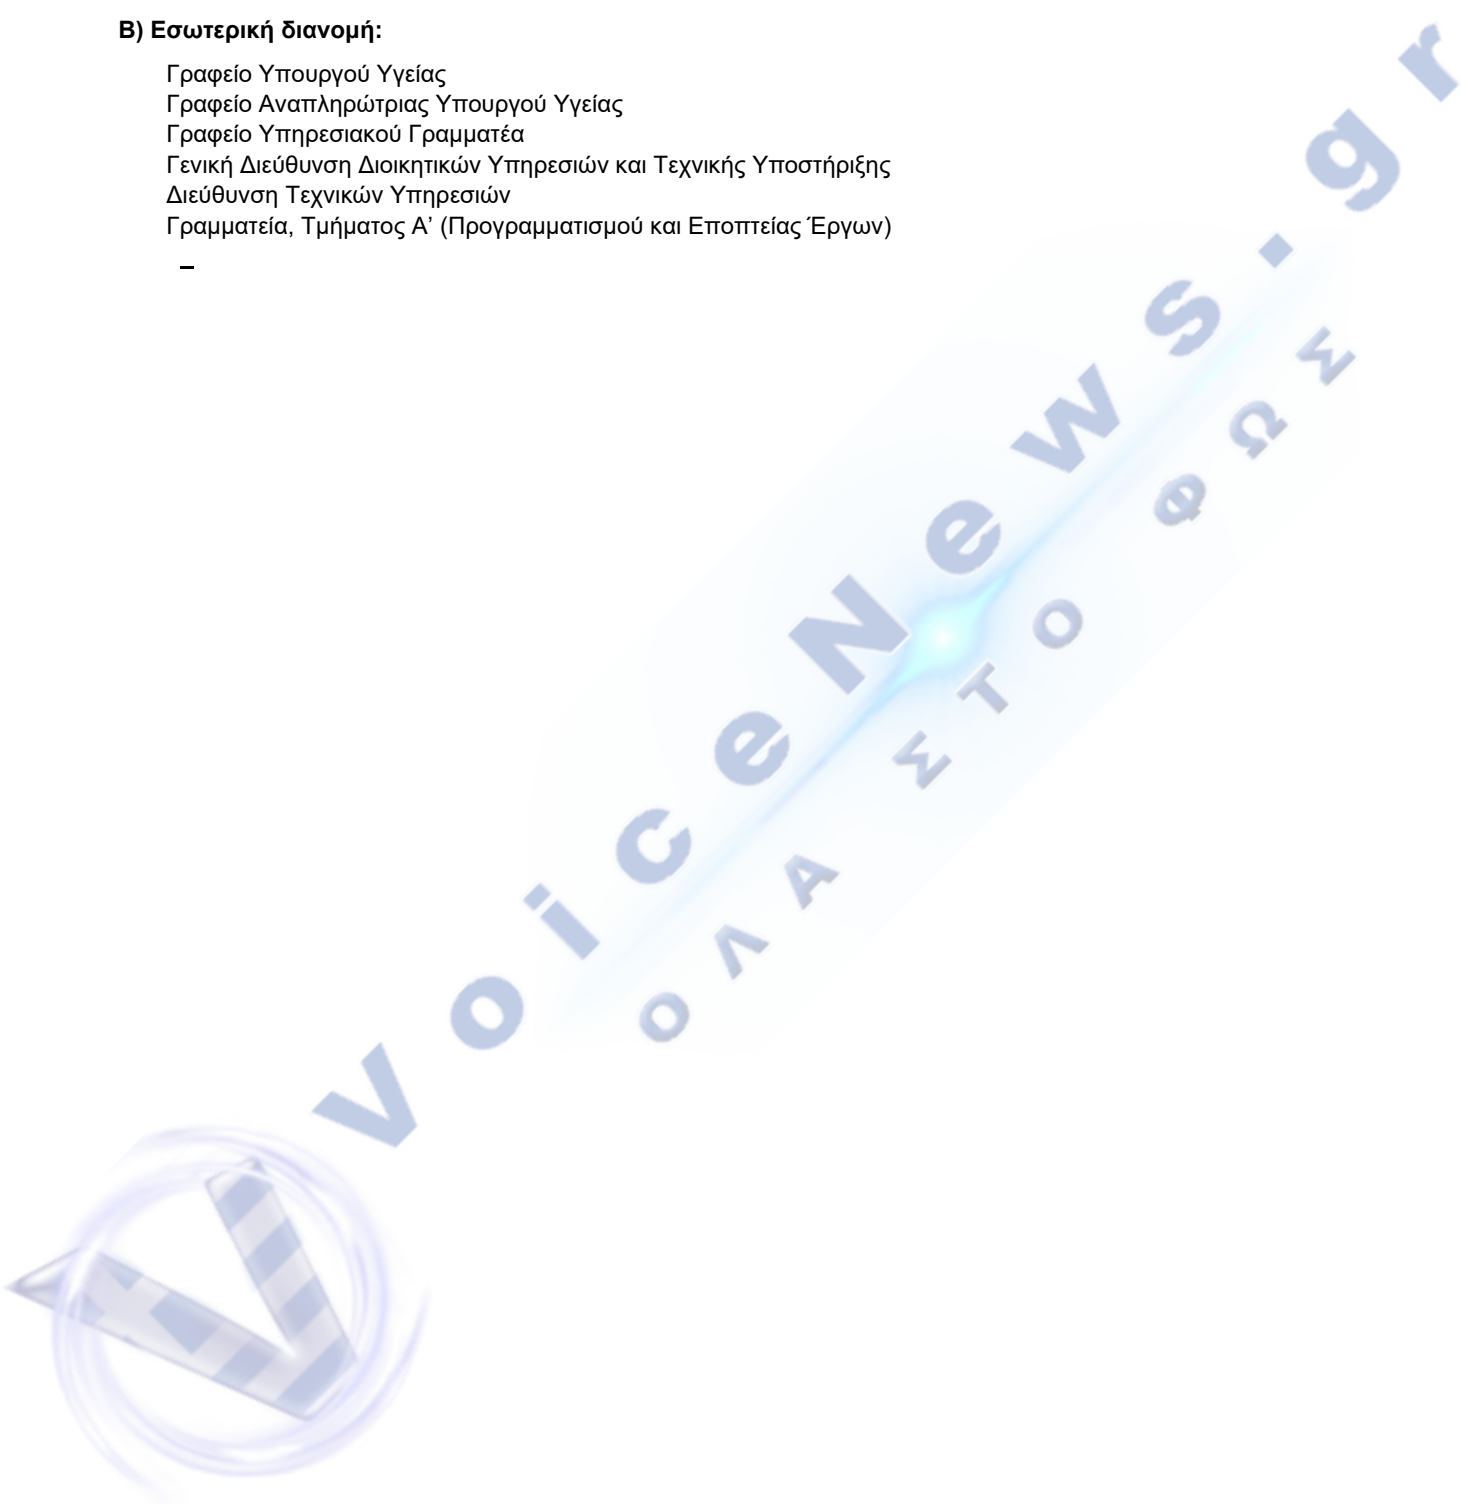 Β) Εσωτερική διανομή:
Γραφείο Υπουργού Υγείας
Γραφείο Αναπληρώτριας Υπουργού Υγείας
Γραφείο Υπηρεσιακού Γραμματέα
Γενική Διεύθυνση Διοικητικών Υπηρεσιών και Τεχνικής Υποστήριξης
Διεύθυνση Τεχνικών Υπηρεσιών
Γραμματεία, Τμήματος Α’ (Προγραμματισμού και Εποπτείας Έργων)
–
voiceNews.gr
ΟΛΑ ΣΤΟ ΦΩΣ